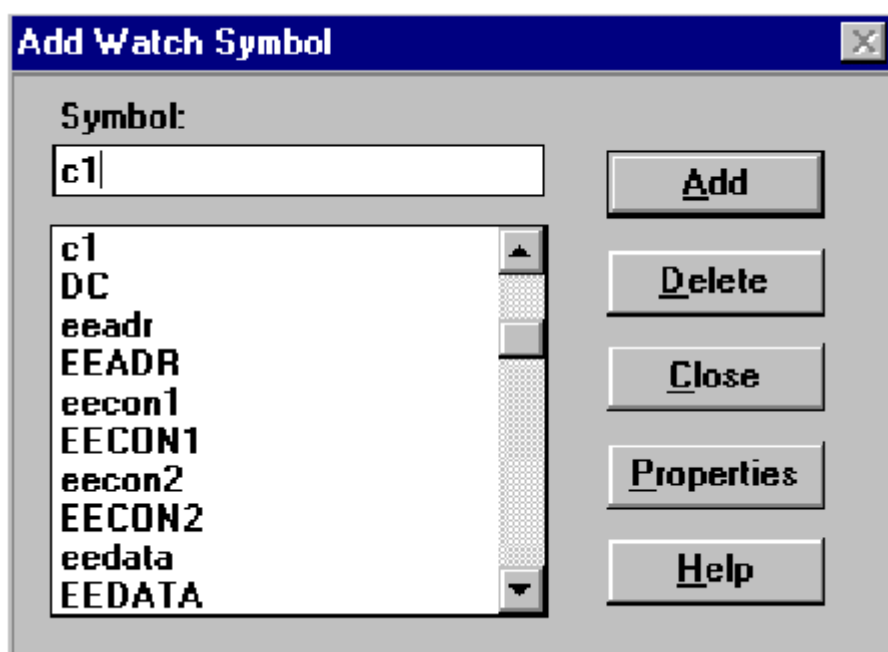 Add Watch Symbol
Symbol:
c1
Add
c1
DC
eeadr
EEADR
eecon1
EECON1
eecon2
EECON2
eedata
EEDATA
Delete
Close
Properties
Help